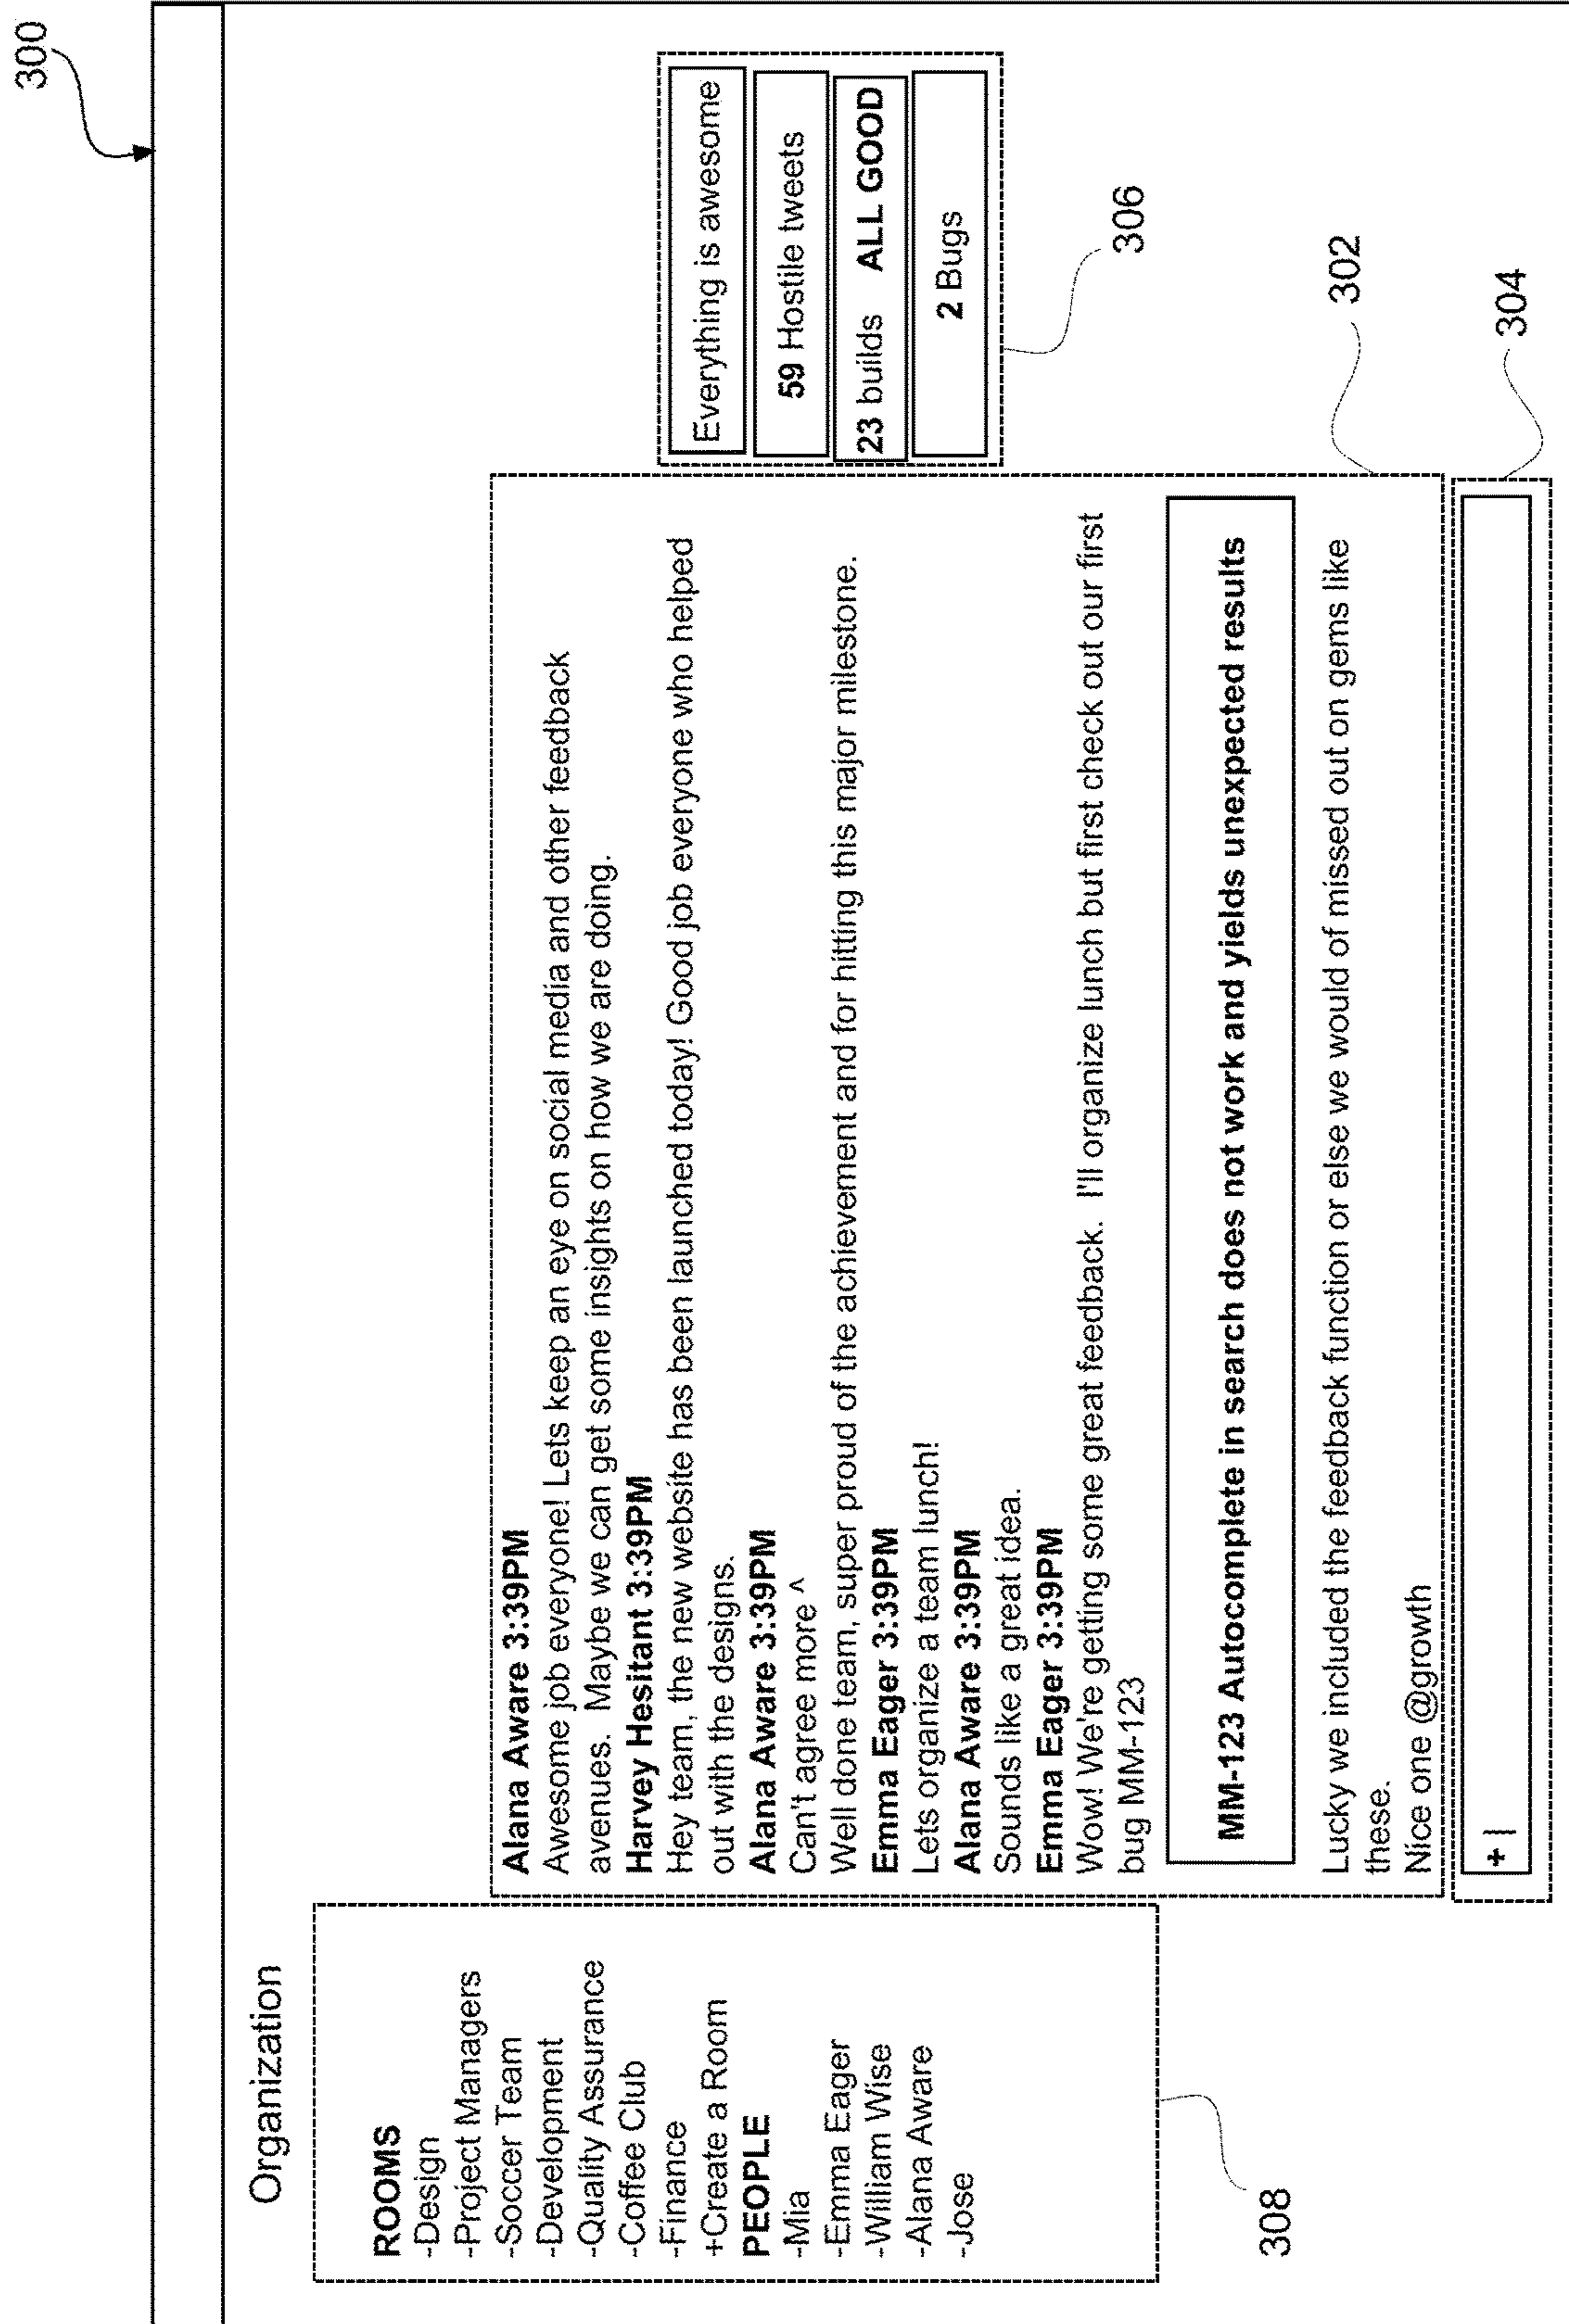 300
Organization
ROOMS
-Design
-Project Managers
-Soccer Team
-Development
-Quality Assurance
-Coffee Club
-Finance
+Create a Room
PEOPLE
-Mia
-Emma Eager
-William Wise
-Alana Aware
-Jose
308
Alana Aware 3:39PM
Awesome job everyone! Lets keep an eye on social media and other feedback
avenues. Maybe we can get some insights on how we are doing.
Harvey Hesitant 3:39PM
Hey team, the new website has been launched today! Good job everyone who helped
out with the designs.
Alana Aware 3:39PM
Can't agree more ^
Well done team, super proud of the achievement and for hitting this major milestone.
Emma Eager 3:39PM
Lets organize a team lunch!
Alana Aware 3:39PM
Sounds like a great idea.
Emma Eager 3:39PM
Wow! We're getting some great feedback. I'll organize lunch but first check out our first
bug MM-123
MM-123 Autocomplete in search does not work and yields unexpected results
Lucky we included the feedback function or else we would of missed out on gems like
these.
Nice one @growth
+ |
Everything is awesome
59 Hostile tweets
23 builds ALL GOOD
2 Bugs
306
302
304